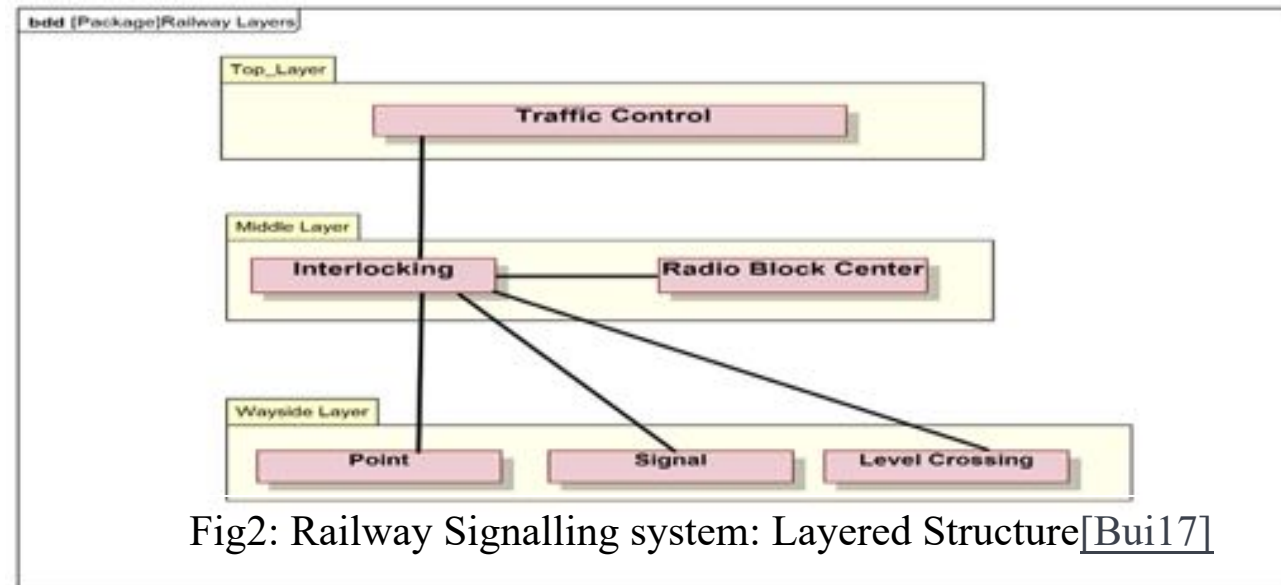 bdd [Package]Railway Layers
Top_Layer
Traffic Control
Middle Layer
Interlocking
Radio Block Center
Wayside Layer
Point
Signal
Level Crossing
Fig2: Railway Signalling system: Layered Structure[Bui17]